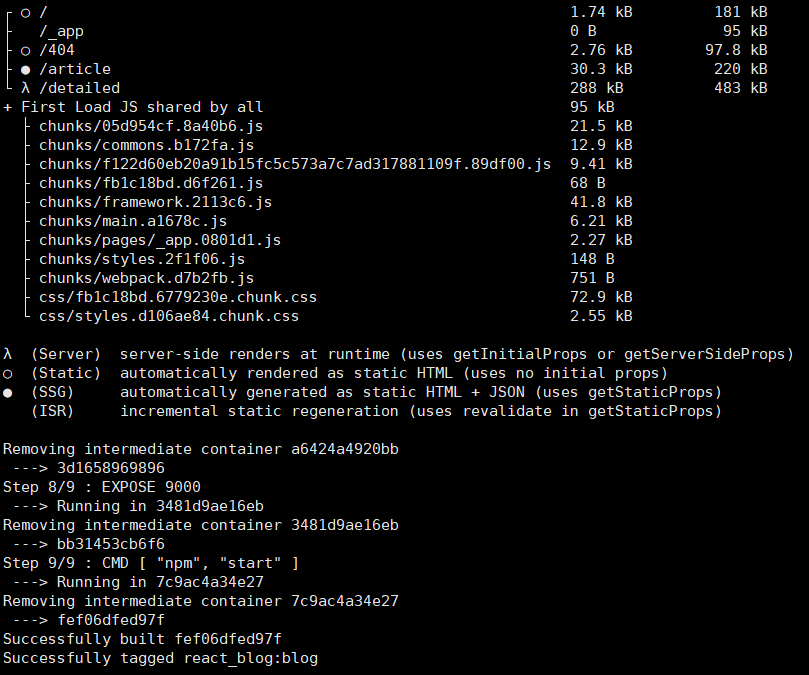 ┌ ○ / 1.74 kB 181 kB
├ /_app 0 B 95 kB
├ ○ /404 2.76 kB 97.8 kB
├ ● /article 30.3 kB 220 kB
└ λ /detailed 288 kB 483 kB
+ First Load JS shared by all 95 kB
├ chunks/05d954cf.8a40b6.js 21.5 kB
├ chunks/commons.b172fa.js 12.9 kB
├ chunks/f122d60eb20a91b15fc5c573a7c7ad317881109f.89df00.js 9.41 kB
├ chunks/fb1c18bd.d6f261.js 68 B
├ chunks/framework.2113c6.js 41.8 kB
├ chunks/main.a1678c.js 6.21 kB
├ chunks/pages/_app.0801d1.js 2.27 kB
├ chunks/styles.2f1f06.js 148 B
├ chunks/webpack.d7b2fb.js 751 B
├ css/fb1c18bd.6779230e.chunk.css 72.9 kB
└ css/styles.d106ae84.chunk.css 2.55 kB
λ (Server) server-side renders at runtime (uses getInitialProps or getServerSideProps)
○ (Static) automatically rendered as static HTML (uses no initial props)
● (SSG) automatically generated as static HTML + JSON (uses getStaticProps)
(ISR) incremental static regeneration (uses revalidate in getStaticProps)
Removing intermediate container a6424a4920bb
---> 3d1658969896
Step 8/9 : EXPOSE 9000
---> Running in 3481d9ae16eb
Removing intermediate container 3481d9ae16eb
---> bb31453cb6f6
Step 9/9 : CMD [ "npm", "start" ]
---> Running in 7c9ac4a34e27
Removing intermediate container 7c9ac4a34e27
---> fef06dfed97f
Successfully built fef06dfed97f
Successfully tagged react_blog:blog